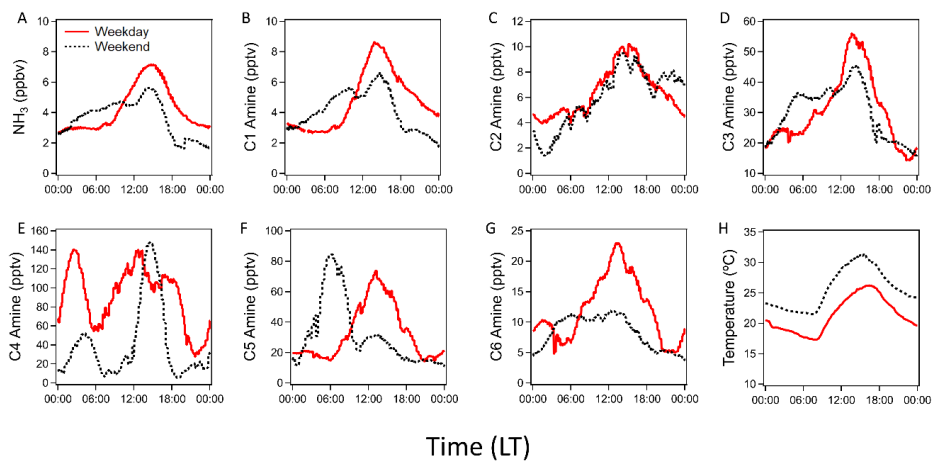 A
B
C
D
Weekday
Weekend
NH3 (ppbv)
10
8
6
4
2
0
00:00 06:00 12:00 18:00 00:00
C1 Amine (pptv)
10
8
6
4
2
0
00:00 06:00 12:00 18:00 00:00
C2 Amine (pptv)
12
10
8
6
4
2
0
00:00 06:00 12:00 18:00 00:00
C3 Amine (pptv)
60
50
40
30
20
10
00:00 06:00 12:00 18:00 00:00
E
F
G
H
C4 Amine (pptv)
160
140
120
100
80
60
40
20
0
00:00 06:00 12:00 18:00 00:00
C5 Amine (pptv)
100
80
60
40
20
0
00:00 06:00 12:00 18:00 00:00
C6 Amine (pptv)
25
20
15
10
5
0
00:00 06:00 12:00 18:00 00:00
Temperature (ºC)
35
30
25
20
15
10
00:00 06:00 12:00 18:00 00:00
Time (LT)